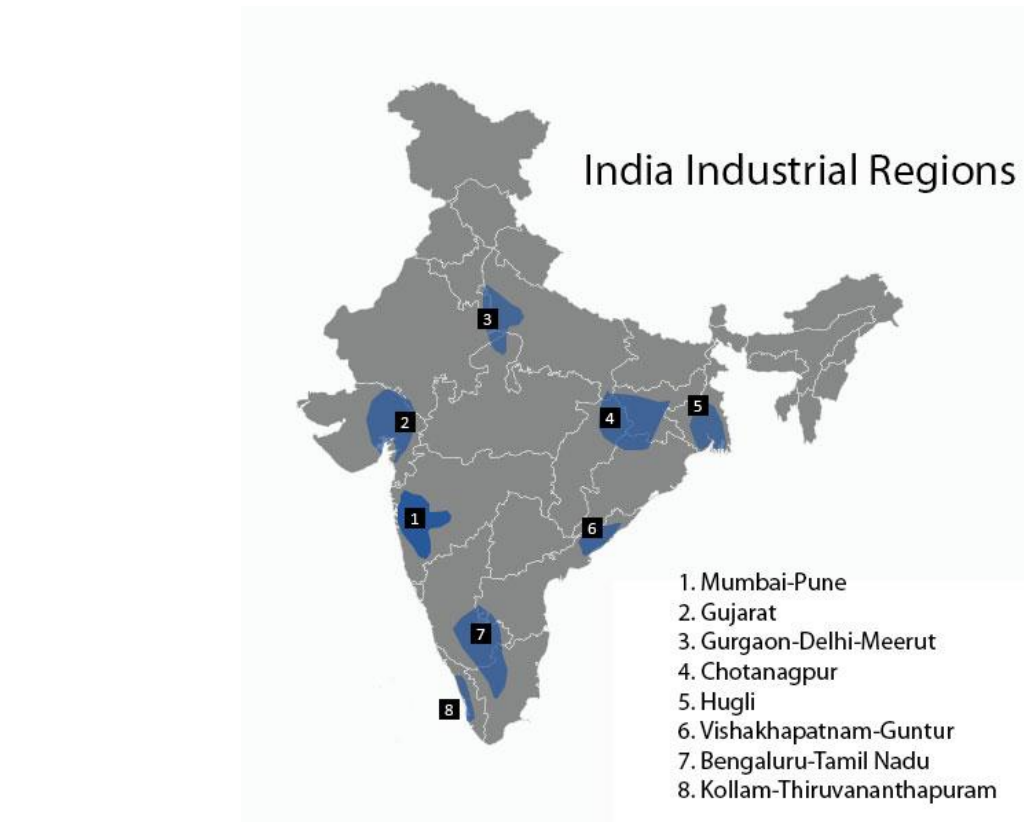 India Industrial Regions
3
2
4
5
1
6
7
8
1. Mumbai-Pune
2. Gujarat
3. Gurgaon-Delhi-Meerut
4. Chotanagpur
5. Hugli
6. Vishakhapatnam-Guntur
7. Bengaluru-Tamil Nadu
8. Kollam-Thiruvananthapuram